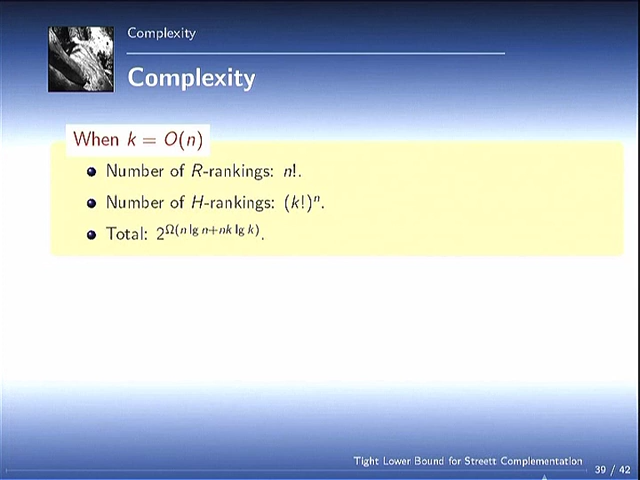 Complexity
Complexity
When k = O(n)
Number of R-rankings: n!.
Number of H-rankings: (k!)ⁿ.
Total: 2^Ω(n lg n+nk lg k).
Tight Lower Bound for Streett Complementation
39 / 42